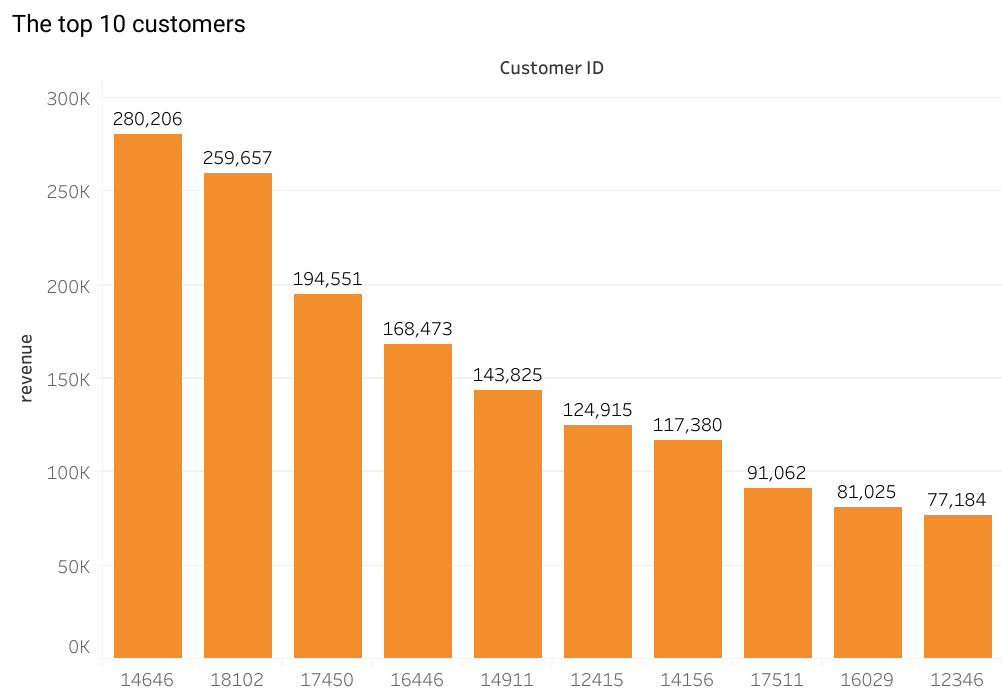 The top 10 customers
Customer ID
300K
250K
200K
150K
100K
50K
0K
revenue
280,206
259,657
194,551
168,473
143,825
124,915
117,380
91,062
81,025
77,184
14646 18102 17450 16446 14911 12415 14156 17511 16029 12346